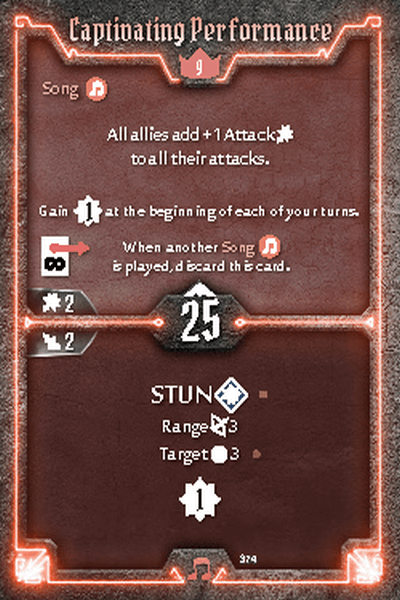 Captivating Performance
9
Song
All allies add +1 Attack
to all their attacks.
Gain 1 at the beginning of each of your turns.
When another Song
is played, discard this card.
2
25
2
STUN
Range 3
Target 3
1
374